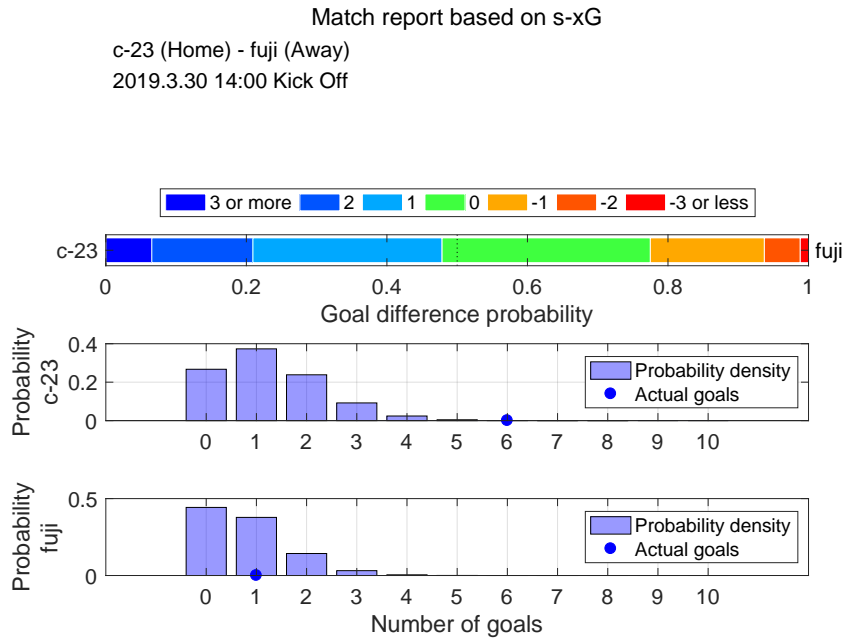 Match report based on s-xG
c-23 (Home) - fuji (Away)
2019.3.30 14:00 Kick Off
3 or more 2 1 0 -1 -2 -3 or less
c-23 fuji
0 0.2 0.4 0.6 0.8 1
Goal difference probability
Probability
c-23
0.4
0.2
0
Probability density
Actual goals
0 1 2 3 4 5 6 7 8 9 10
Probability
fuji
0.5
0
Probability density
Actual goals
0 1 2 3 4 5 6 7 8 9 10
Number of goals